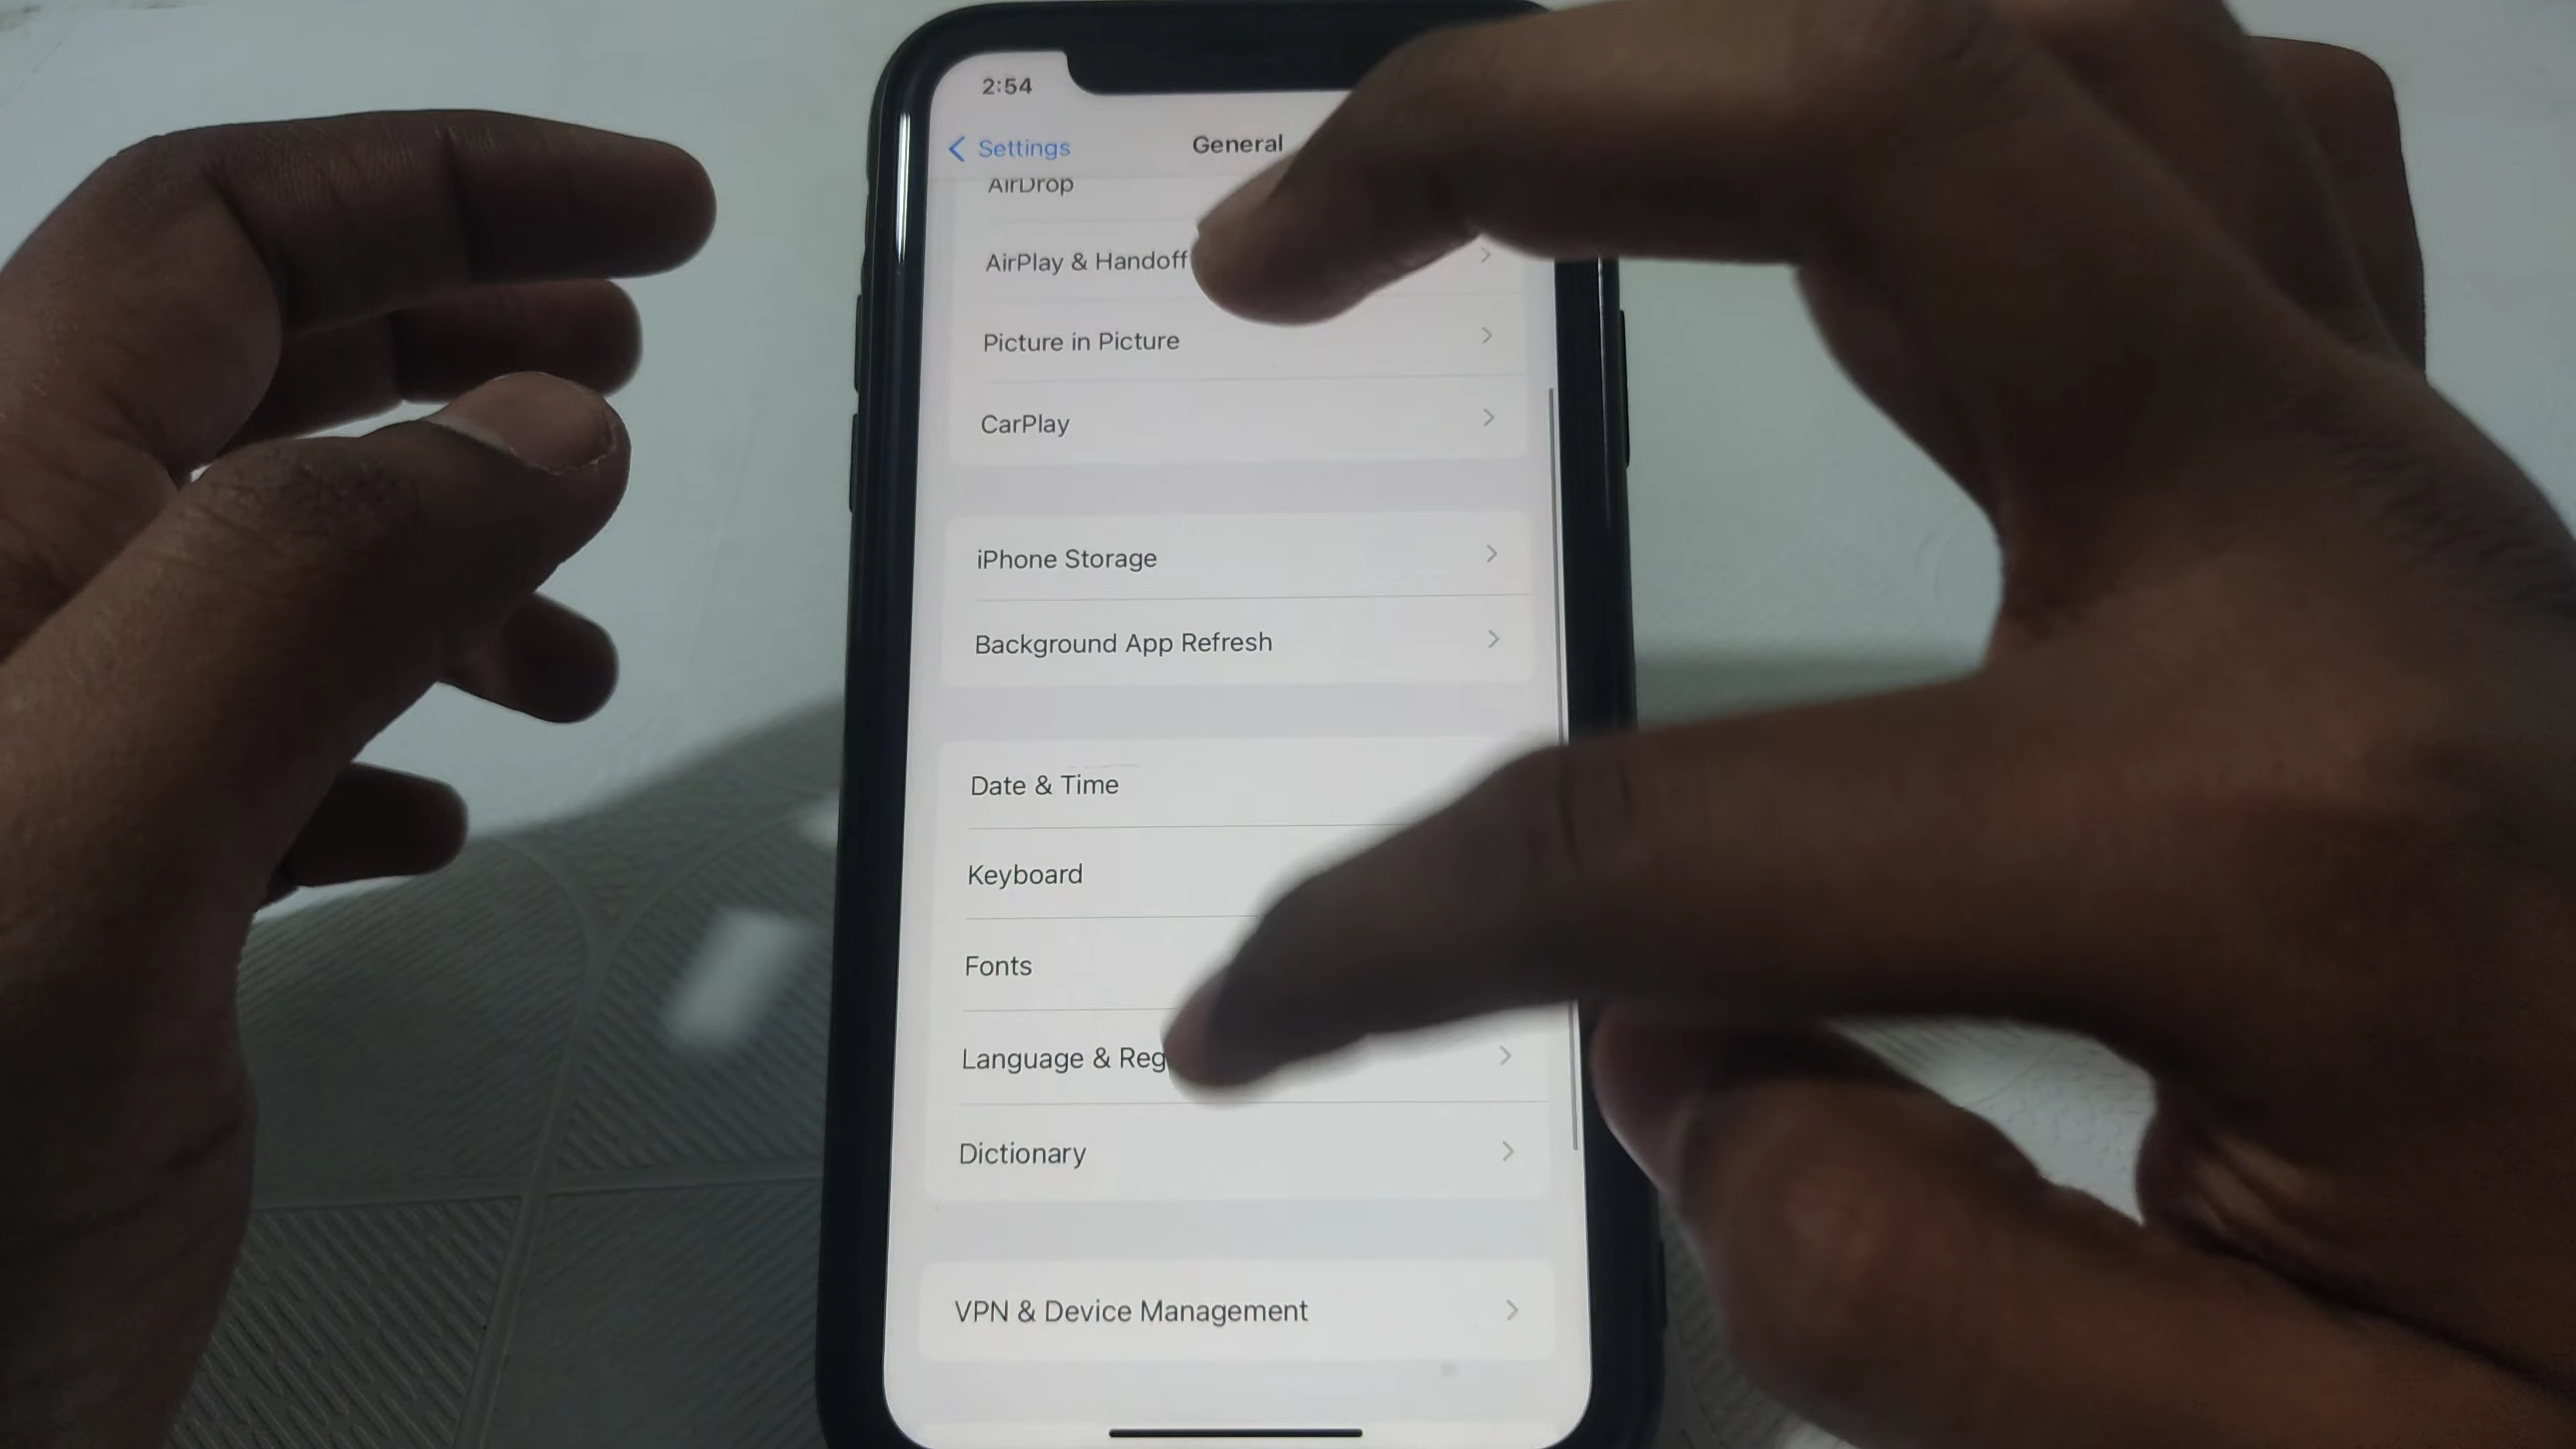 2:54
Settings
General
AirDrop
AirPlay & Handoff
Picture in Picture
CarPlay
iPhone Storage
Background App Refresh
Date & Time
Keyboard
Fonts
Language & Reg
Dictionary
VPN & Device Management